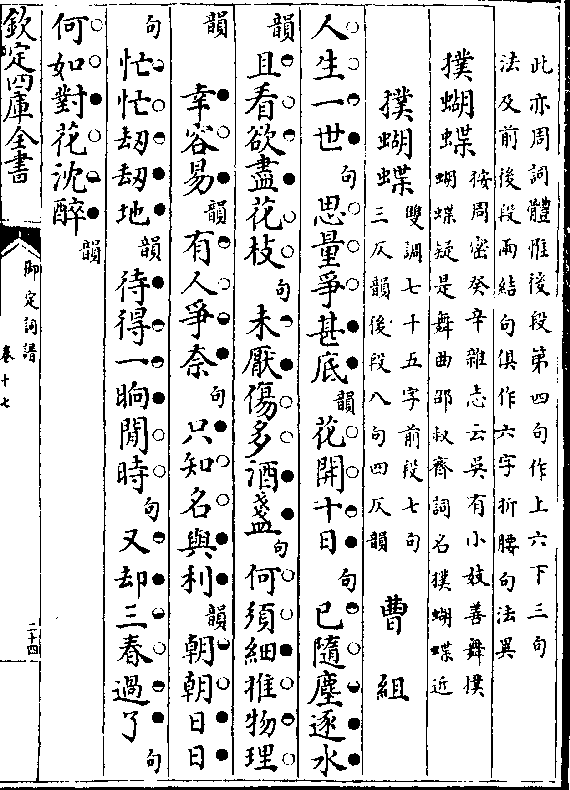 此亦周詞體惟後段第四句作上六下三句
法及前後段兩結句俱作六字折腰句法異
撲蝴蝶
按周密癸辛雜志云吳有小妓善舞撲
蝴蝶疑是舞曲邵叔齋詞名撲蝴蝶近
撲蝴蝶
雙調七十五字前段七句
三仄韻後段八句四仄韻
曹組
人生一世句思量爭甚底韻花開十日句已隨塵逐水
韻且看欲盡花枝句未厭傷多酒盞句何須細推物理
韻幸容易韻有人爭奈句只知名與利韻朝朝日日
句忙忙刼刼地韻待得一晌閒時句又却三春過了句
何如對花沈醉韻
欽定四庫全書
御定詞譜
卷十七
二十四